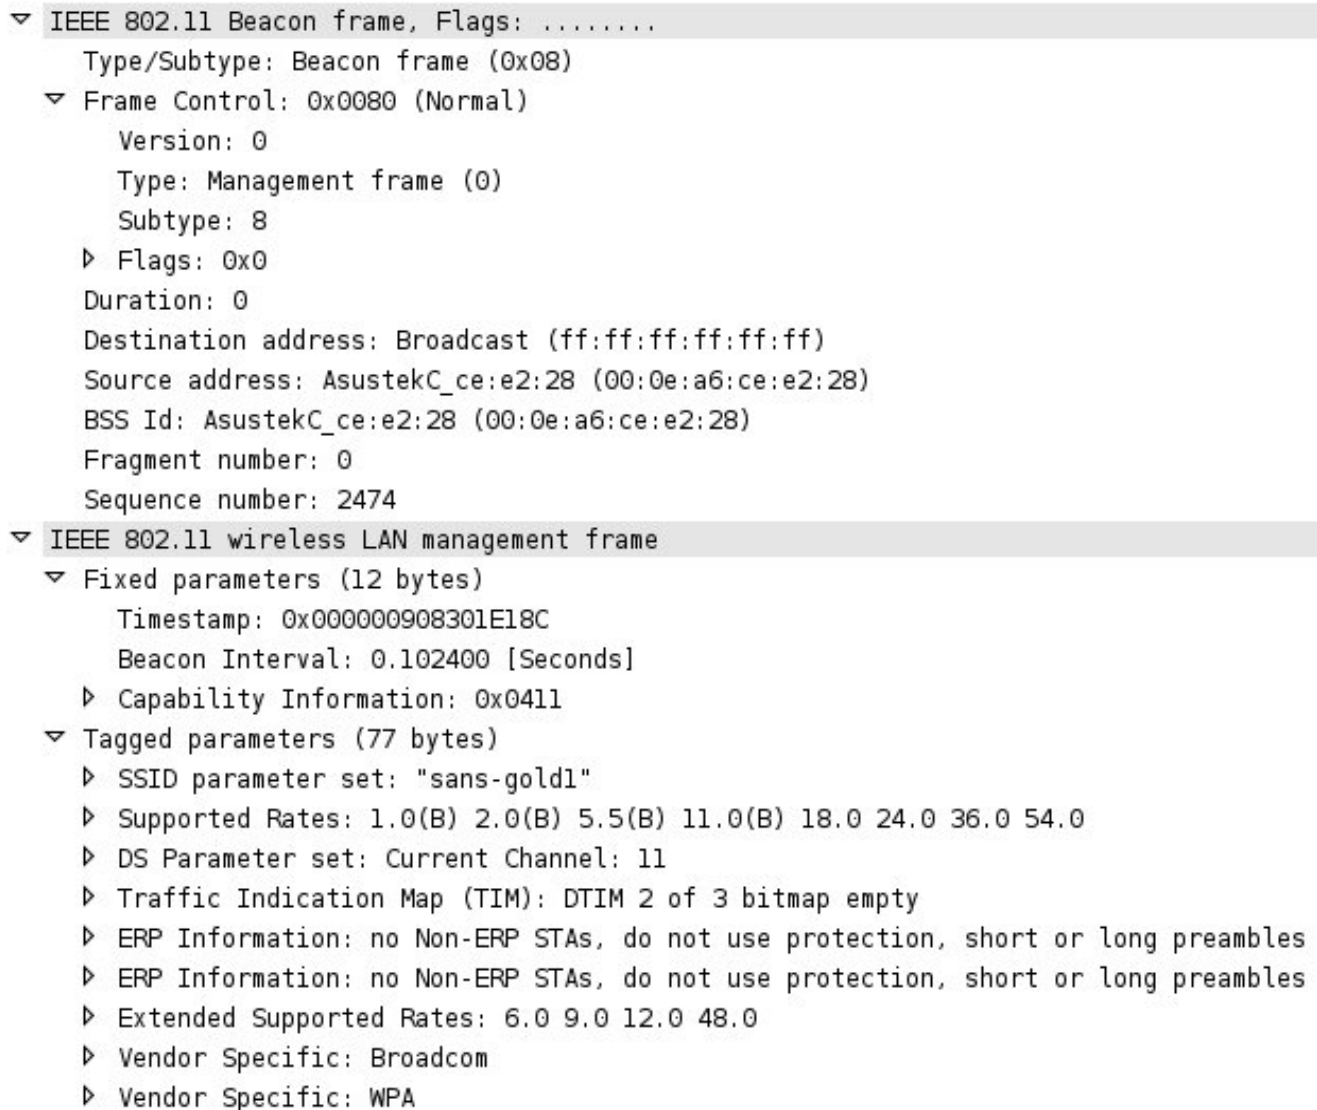 IEEE 802.11 Beacon frame, Flags: ........
Type/Subtype: Beacon frame (0x08)
Frame Control: 0x0080 (Normal)
Version: 0
Type: Management frame (0)
Subtype: 8
Flags: 0x0
Duration: 0
Destination address: Broadcast (ff:ff:ff:ff:ff:ff)
Source address: AsustekC_ce:e2:28 (00:0e:a6:ce:e2:28)
BSS Id: AsustekC_ce:e2:28 (00:0e:a6:ce:e2:28)
Fragment number: 0
Sequence number: 2474
IEEE 802.11 wireless LAN management frame
Fixed parameters (12 bytes)
Timestamp: 0x000000908301E18C
Beacon Interval: 0.102400 [Seconds]
Capability Information: 0x0411
Tagged parameters (77 bytes)
SSID parameter set: "sans-gold1"
Supported Rates: 1.0(B) 2.0(B) 5.5(B) 11.0(B) 18.0 24.0 36.0 54.0
DS Parameter set: Current Channel: 11
Traffic Indication Map (TIM): DTIM 2 of 3 bitmap empty
ERP Information: no Non-ERP STAs, do not use protection, short or long preambles
ERP Information: no Non-ERP STAs, do not use protection, short or long preambles
Extended Supported Rates: 6.0 9.0 12.0 48.0
Vendor Specific: Broadcom
Vendor Specific: WPA